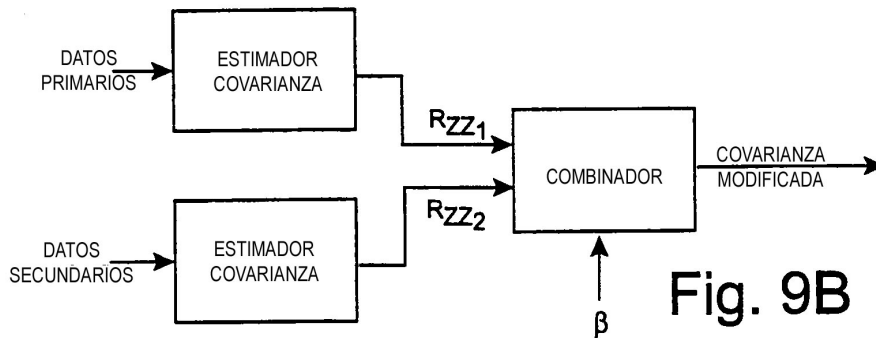 DATOS
PRIMARIOS
ESTIMADOR
COVARIANZA
RZZ1
COMBINADOR
COVARIANZA
MODIFICADA
RZZ2
DATOS
SECUNDARIOS
ESTIMADOR
COVARIANZA
β
Fig. 9B